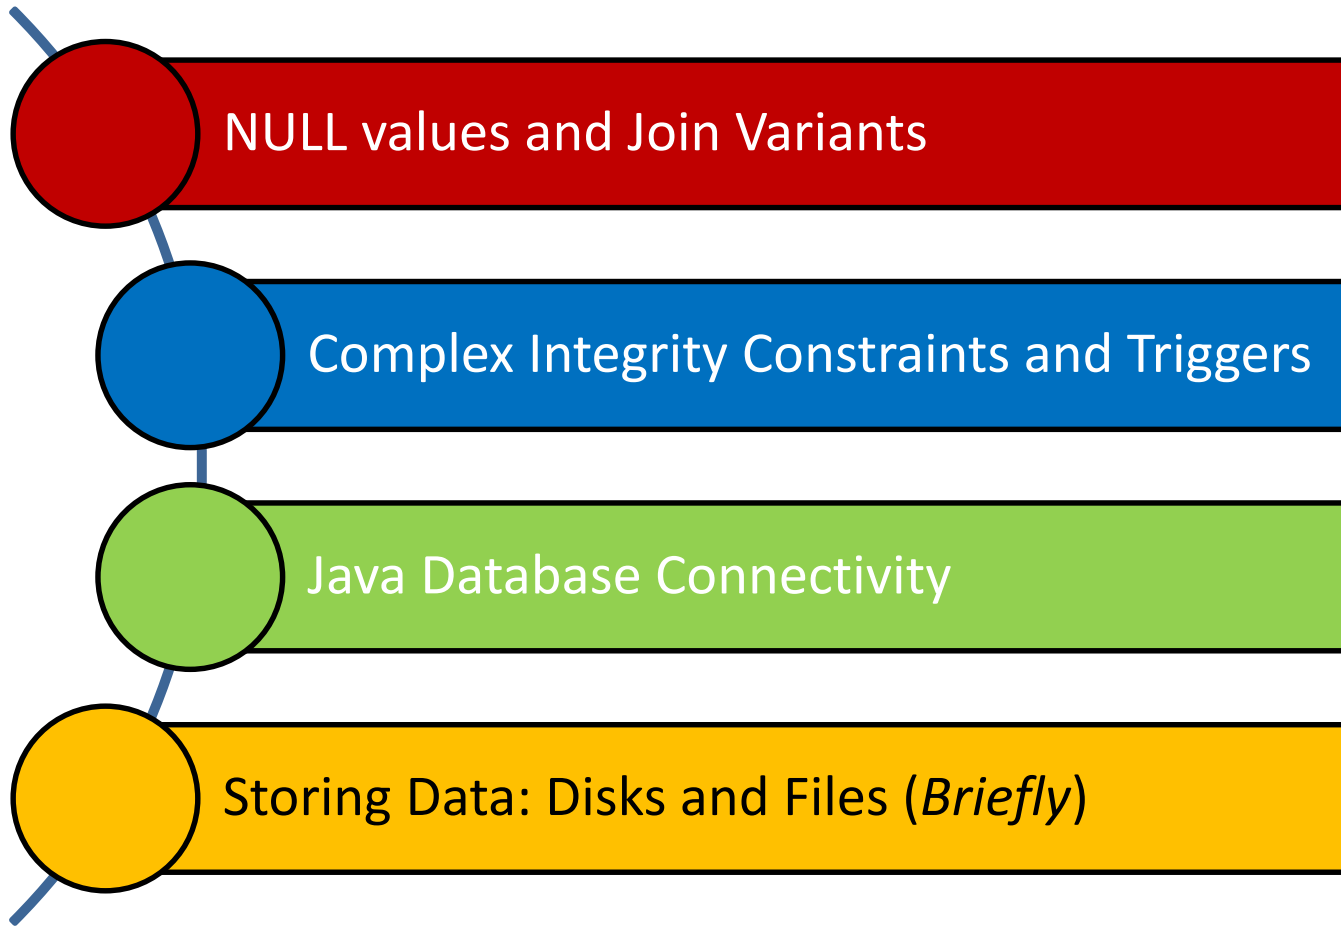 NULL values and Join Variants
Complex Integrity Constraints and Triggers
Java Database Connectivity
Storing Data: Disks and Files (Briefly)